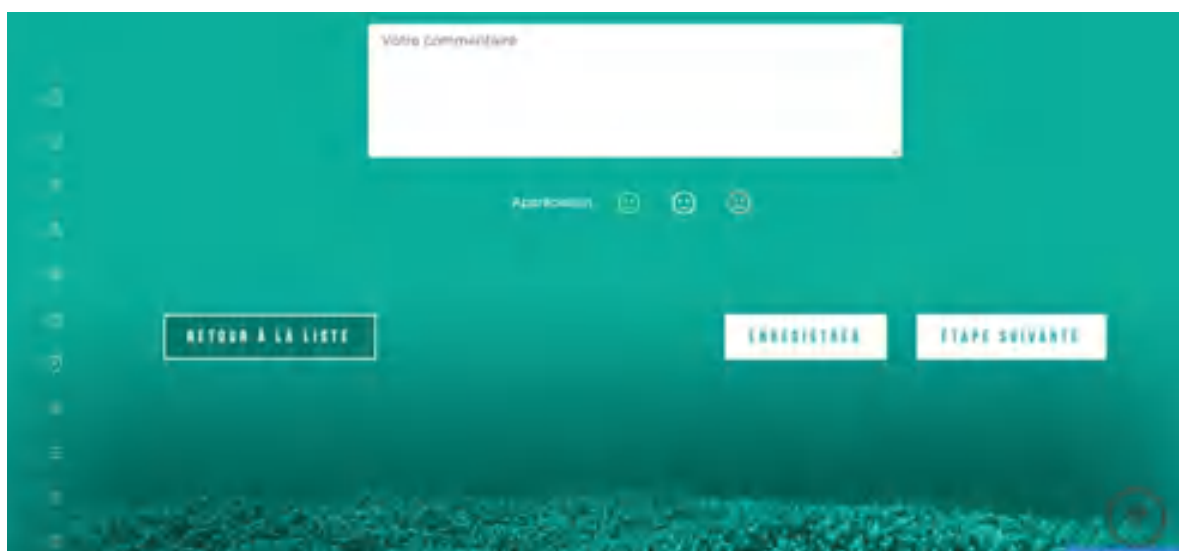 Votre commentaire
Appréciation
RETOUR À LA LISTE
ENREGISTRER
ÉTAPE SUIVANTE